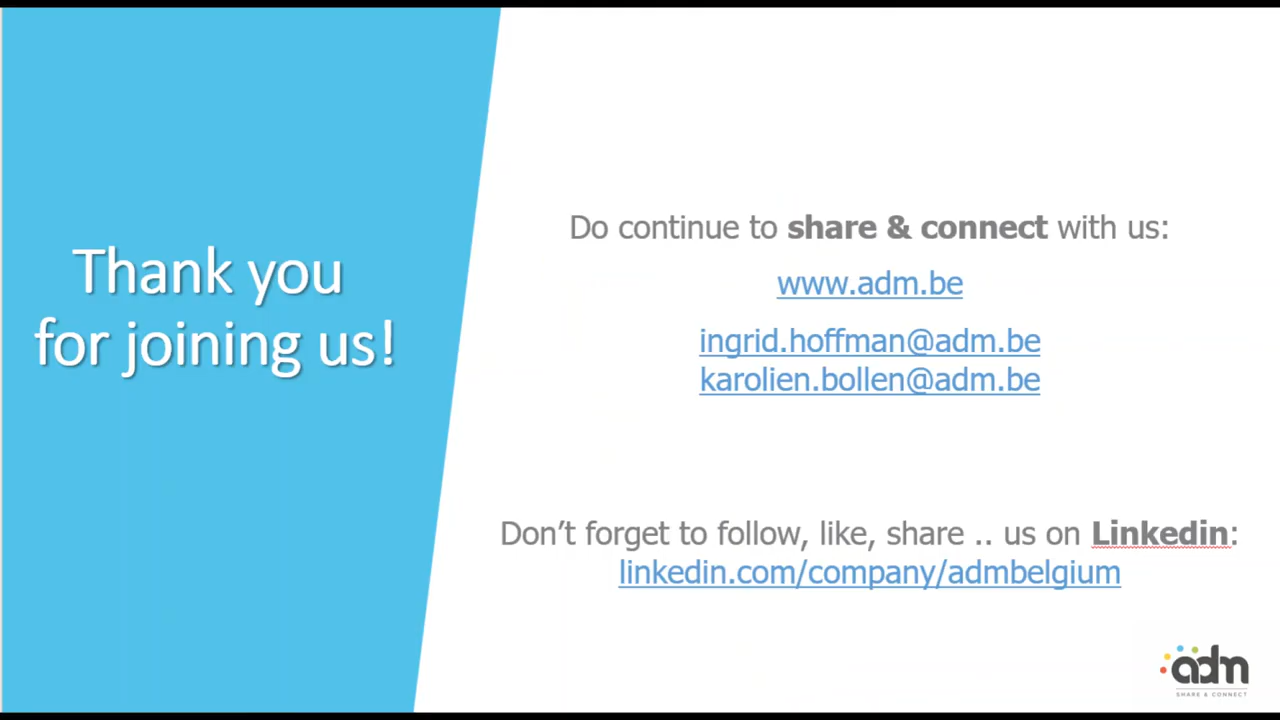 Thank you
for joining us!
Do continue to share & connect with us:
www.adm.be
ingrid.hoffman@adm.be
karolien.bollen@adm.be
Don’t forget to follow, like, share .. us on Linkedin:
linkedin.com/company/admbelgium
adm
SHARE & CONNECT